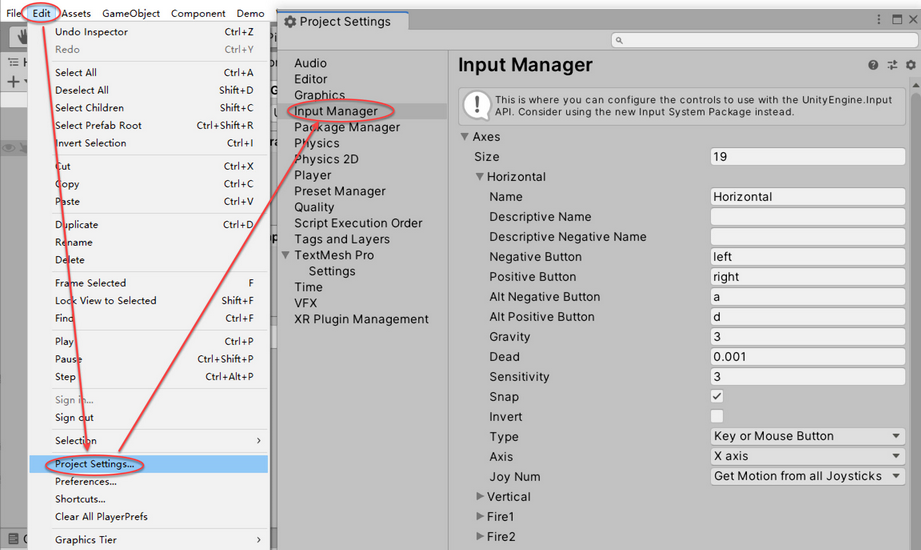 File Edit Assets GameObject Component Demo
Undo Inspector Ctrl+Z
Redo Ctrl+Y
Select All Ctrl+A
Deselect All Shift+D
Select Children Shift+C
Select Prefab Root Ctrl+Shift+R
Invert Selection Ctrl+I
Cut Ctrl+X
Copy Ctrl+C
Paste Ctrl+V
Duplicate Ctrl+D
Rename
Delete
Frame Selected F
Lock View to Selected Shift+F
Find Ctrl+F
Play Ctrl+P
Pause Ctrl+Shift+P
Step Ctrl+Alt+P
Sign in...
Sign out
Selection
Project Settings...
Preferences...
Shortcuts...
Clear All PlayerPrefs
Graphics Tier
Project Settings
Audio
Editor
Graphics
Input Manager
Package Manager
Physics
Physics 2D
Player
Preset Manager
Quality
Script Execution Order
Tags and Layers
TextMesh Pro
Settings
Time
VFX
XR Plugin Management
Input Manager
This is where you can configure the controls to use with the UnityEngine.Input
API. Consider using the new Input System Package instead.
Axes
Size 19
Horizontal
Name Horizontal
Descriptive Name
Descriptive Negative Name
Negative Button left
Positive Button right
Alt Negative Button a
Alt Positive Button d
Gravity 3
Dead 0.001
Sensitivity 3
Snap
Invert
Type Key or Mouse Button
Axis X axis
Joy Num Get Motion from all Joysticks
Vertical
Fire1
Fire2